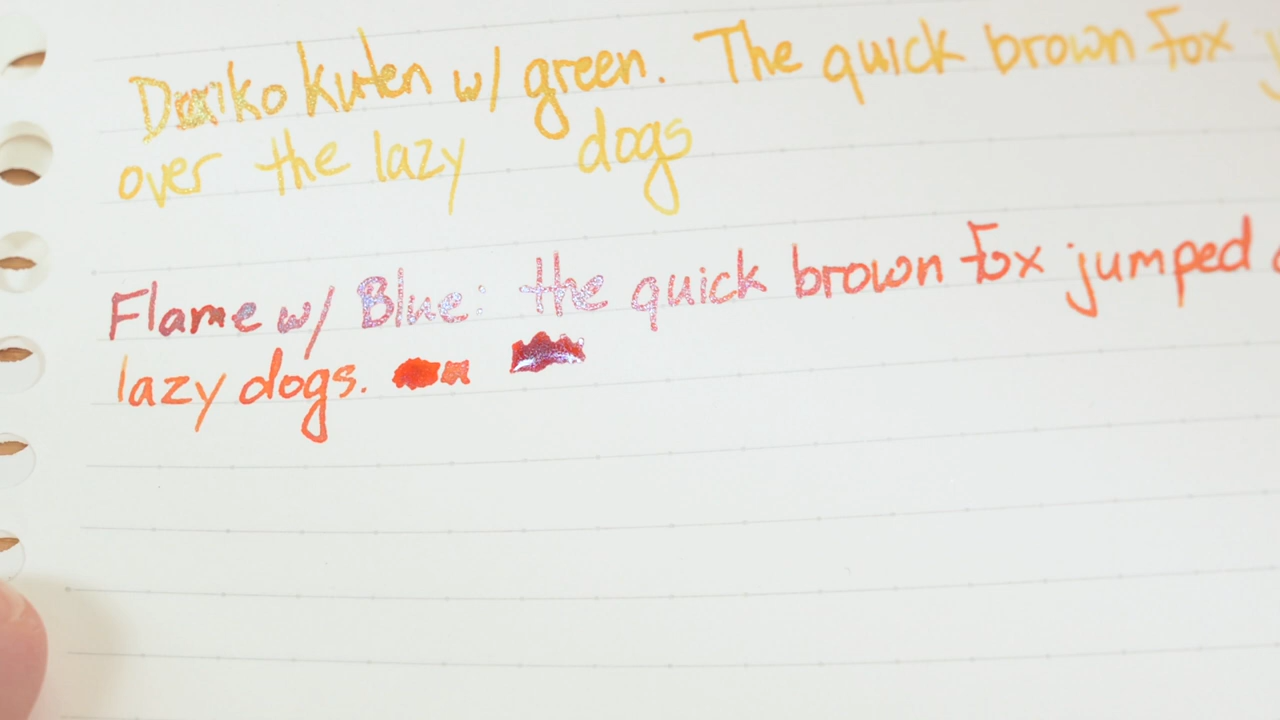 Doriko kuten w/ green. The quick brown fox j
over the lazy dogs
Flame w/ Blue: the quick brown fox jumped
lazy dogs.